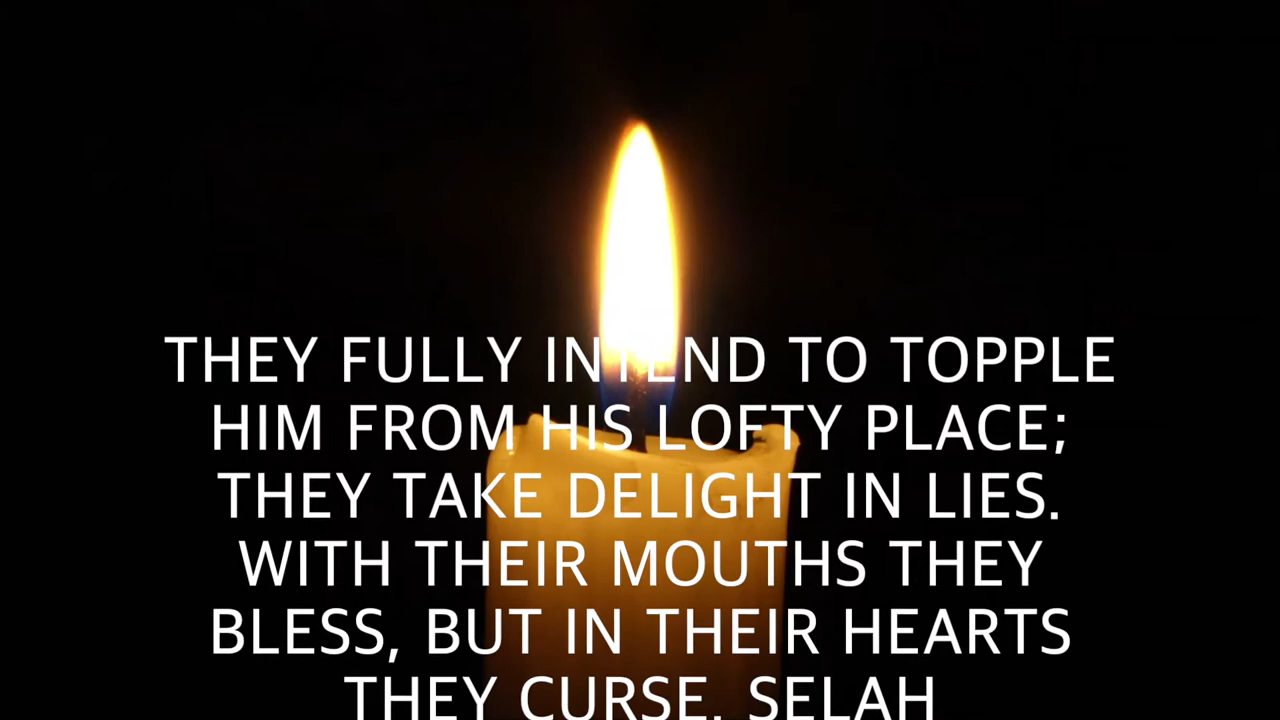 THEY FULLY INTEND TO TOPPLE
HIM FROM HIS LOFTY PLACE;
THEY TAKE DELIGHT IN LIES.
WITH THEIR MOUTHS THEY
BLESS, BUT IN THEIR HEARTS
THEY CURSE. SELAH